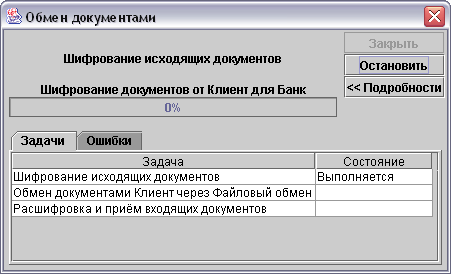 Обмен документами
Закрыть
Шифрование исходящих документов
Остановить
Шифрование документов от Клиент для Банк
<< Подробности
0%
Задачи Ошибки
Задача Состояние
Шифрование исходящих документов Выполняется
Обмен документами Клиент через Файловый обмен
Расшифровка и приём входящих документов